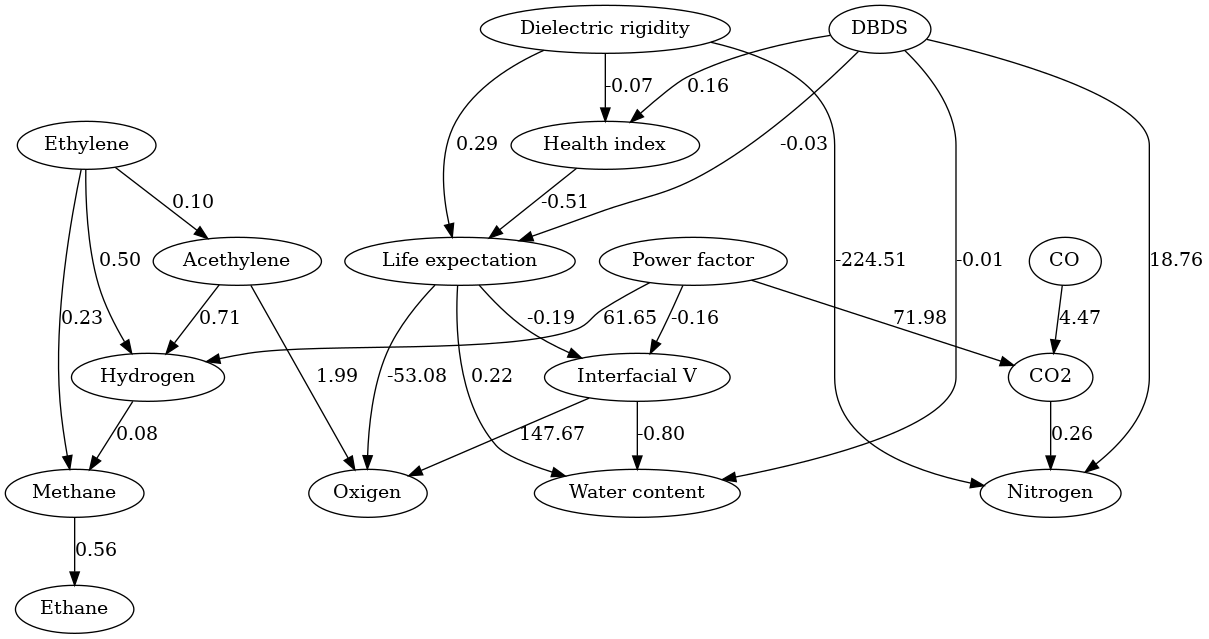 Dielectric rigidity
DBDS
-0.07
0.16
Ethylene
Health index
0.29
-0.03
0.10
-0.51
Acethylene
Life expectation
Power factor
CO
0.50
-224.51
-0.01
18.76
0.23
0.71
-0.19
61.65
-0.16
71.98
4.47
Hydrogen
1.99
-53.08
0.22
Interfacial V
CO2
0.08
147.67
-0.80
0.26
Methane
Oxigen
Water content
Nitrogen
0.56
Ethane